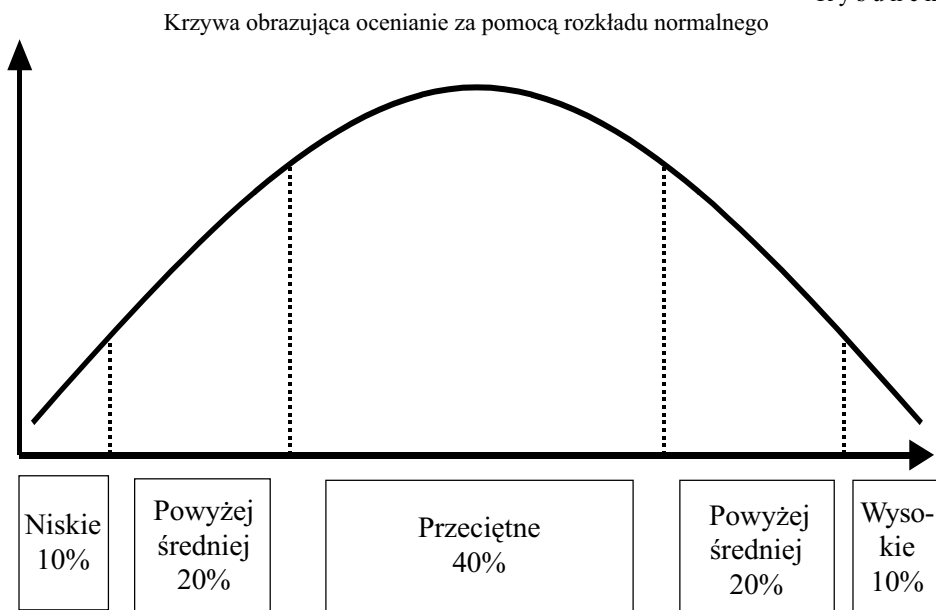 Krzywa obrazująca ocenianie za pomocą rozkładu normalnego
Niskie
10%
Powyżej
średniej
20%
Przeciętne
40%
Powyżej
średniej
20%
Wyso-
kie
10%